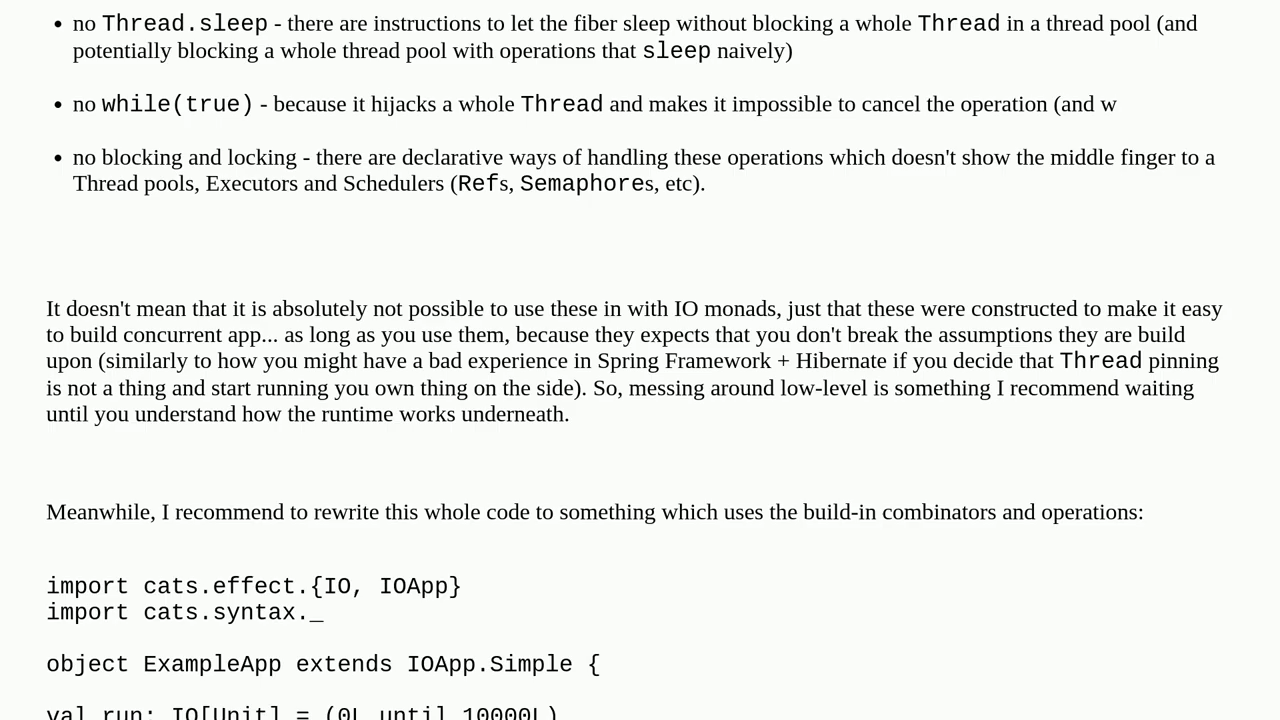 • no Thread.sleep - there are instructions to let the fiber sleep without blocking a whole Thread in a thread pool (and
potentially blocking a whole thread pool with operations that sleep naively)
• no while(true) - because it hijacks a whole Thread and makes it impossible to cancel the operation (and w
• no blocking and locking - there are declarative ways of handling these operations which doesn't show the middle finger to a
Thread pools, Executors and Schedulers (Refs, Semaphores, etc).
It doesn't mean that it is absolutely not possible to use these in with IO monads, just that these were constructed to make it easy
to build concurrent app... as long as you use them, because they expects that you don't break the assumptions they are build
upon (similarly to how you might have a bad experience in Spring Framework + Hibernate if you decide that Thread pinning
is not a thing and start running you own thing on the side). So, messing around low-level is something I recommend waiting
until you understand how the runtime works underneath.
Meanwhile, I recommend to rewrite this whole code to something which uses the build-in combinators and operations:
import cats.effect.{IO, IOApp}
import cats.syntax._
object ExampleApp extends IOApp.Simple {
val run: IO[Unit] = (0L until 10000L)